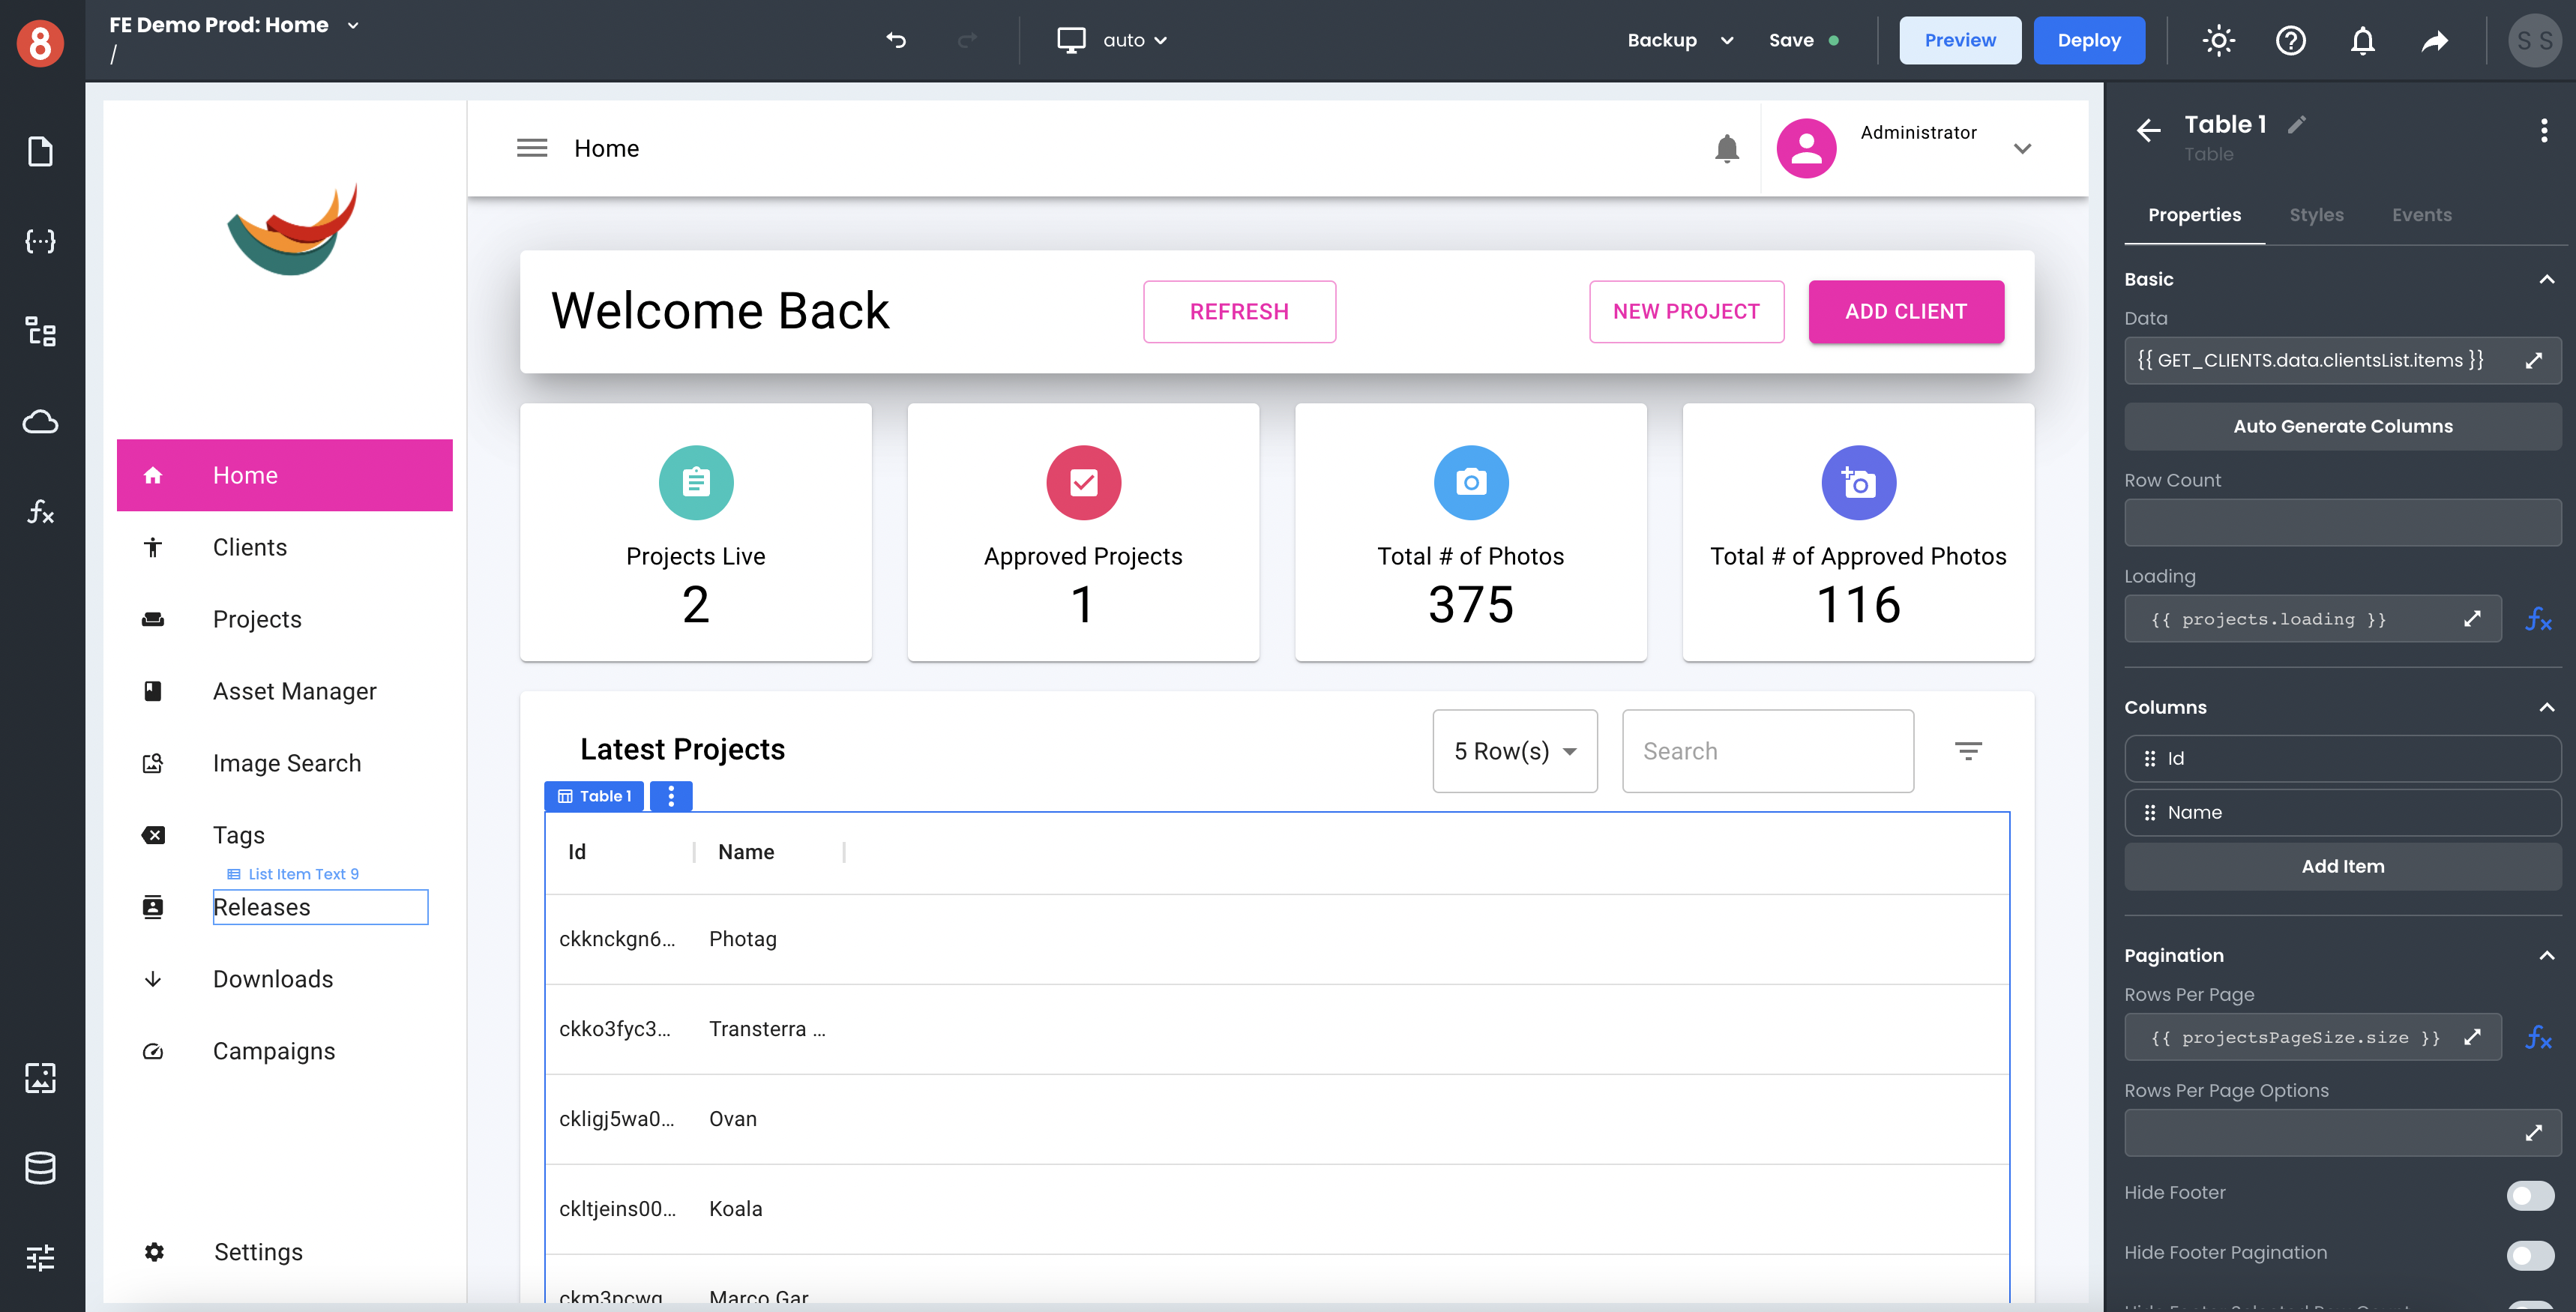 8
FE Demo Prod: Home
/
auto
Backup
Save
Preview
Deploy
S S
Home
Administrator
Welcome Back
REFRESH
NEW PROJECT
ADD CLIENT
Home
Clients
Projects
Asset Manager
Image Search
Tags
List Item Text 9
Releases
Downloads
Campaigns
Settings
Projects Live
2
Approved Projects
1
Total # of Photos
375
Total # of Approved Photos
116
Latest Projects
5 Row(s)
Search
Table 1
Id
Name
ckknckgn6...
Photag
ckko3fyc3...
Transterra ...
ckligj5wa0...
Ovan
ckltjeins00...
Koala
ckm3pcwg
Marco Gar
Table 1
Table
Properties
Styles
Events
Basic
Data
{{ GET_CLIENTS.data.clientsList.items }}
Auto Generate Columns
Row Count
Loading
{{ projects.loading }}
fx
Columns
Id
Name
Add Item
Pagination
Rows Per Page
{{ projectsPageSize.size }}
fx
Rows Per Page Options
Hide Footer
Hide Footer Pagination